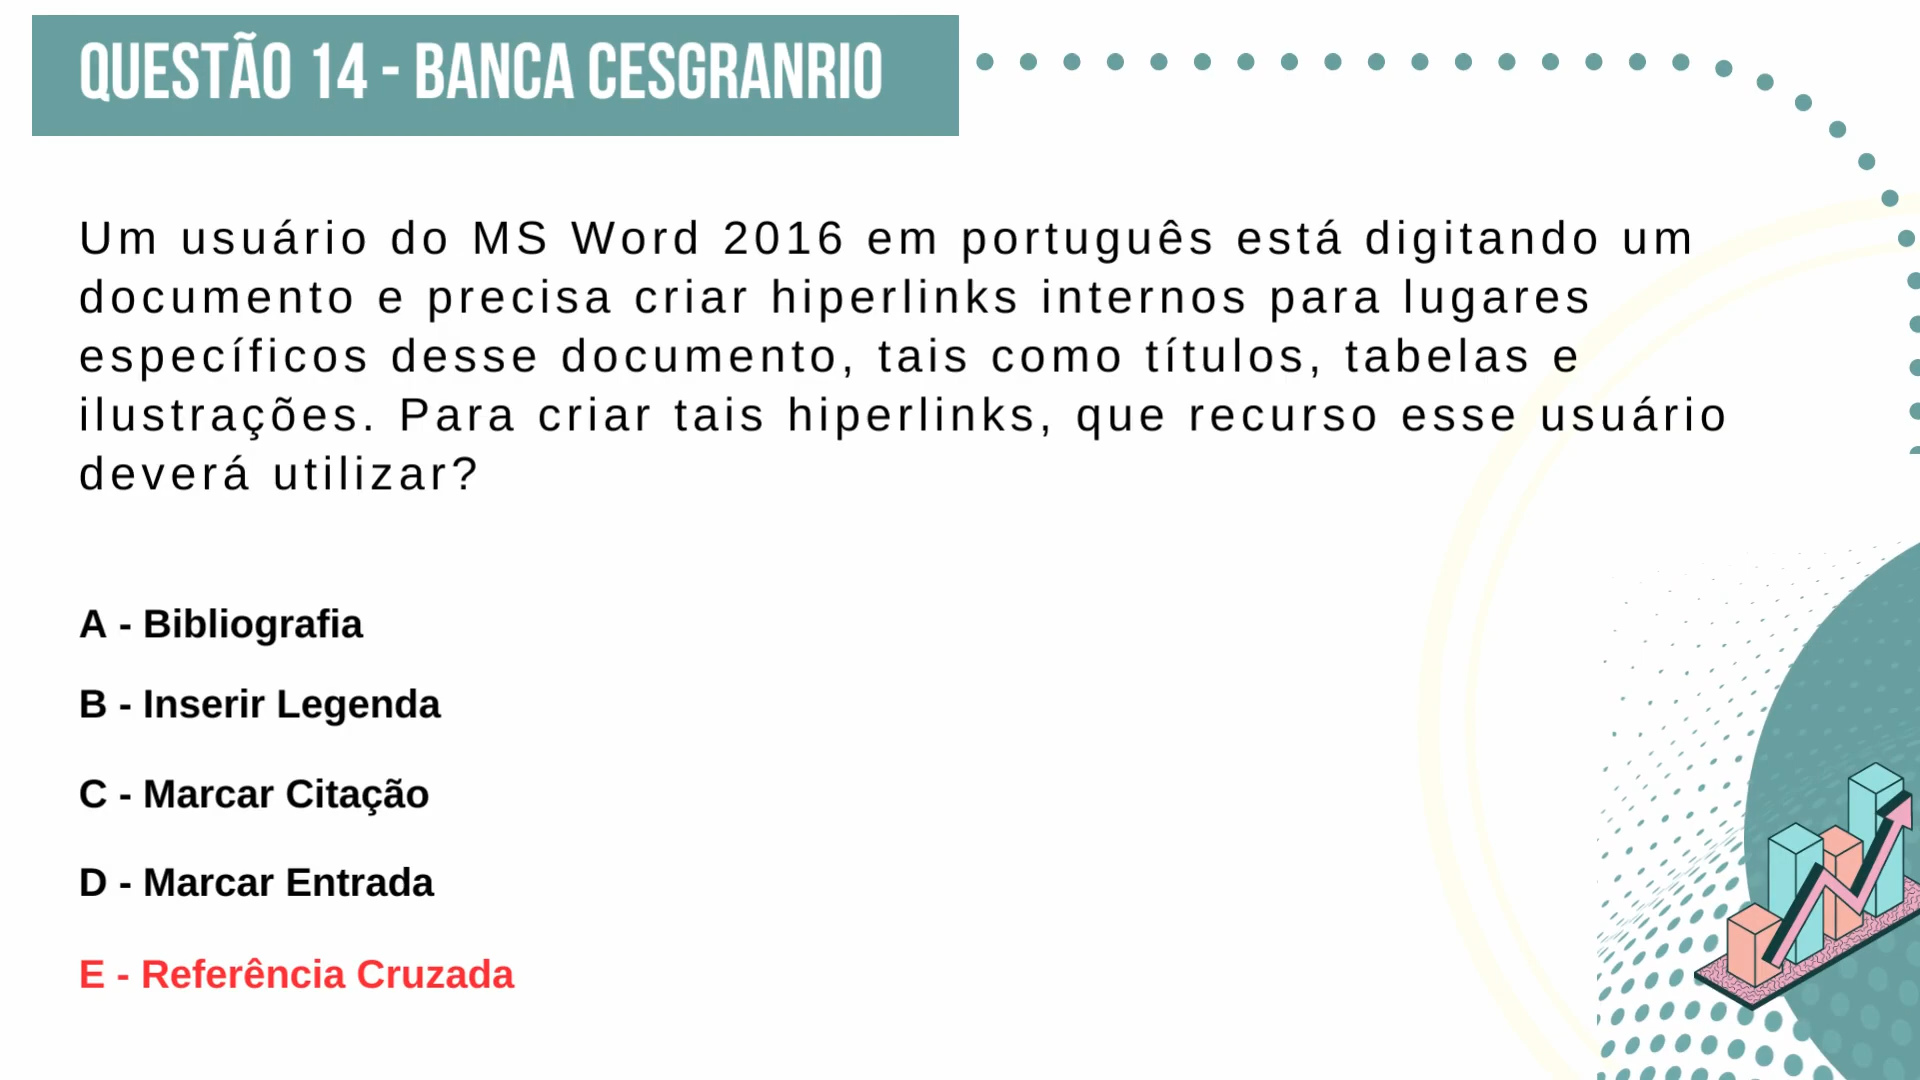 QUESTÃO 14 - BANCA CESGRANRIO
Um usuário do MS Word 2016 em português está digitando um
documento e precisa criar hiperlinks internos para lugares
específicos desse documento, tais como títulos, tabelas e
ilustrações. Para criar tais hiperlinks, que recurso esse usuário
deverá utilizar?
A - Bibliografia
B - Inserir Legenda
C - Marcar Citação
D - Marcar Entrada
E - Referência Cruzada